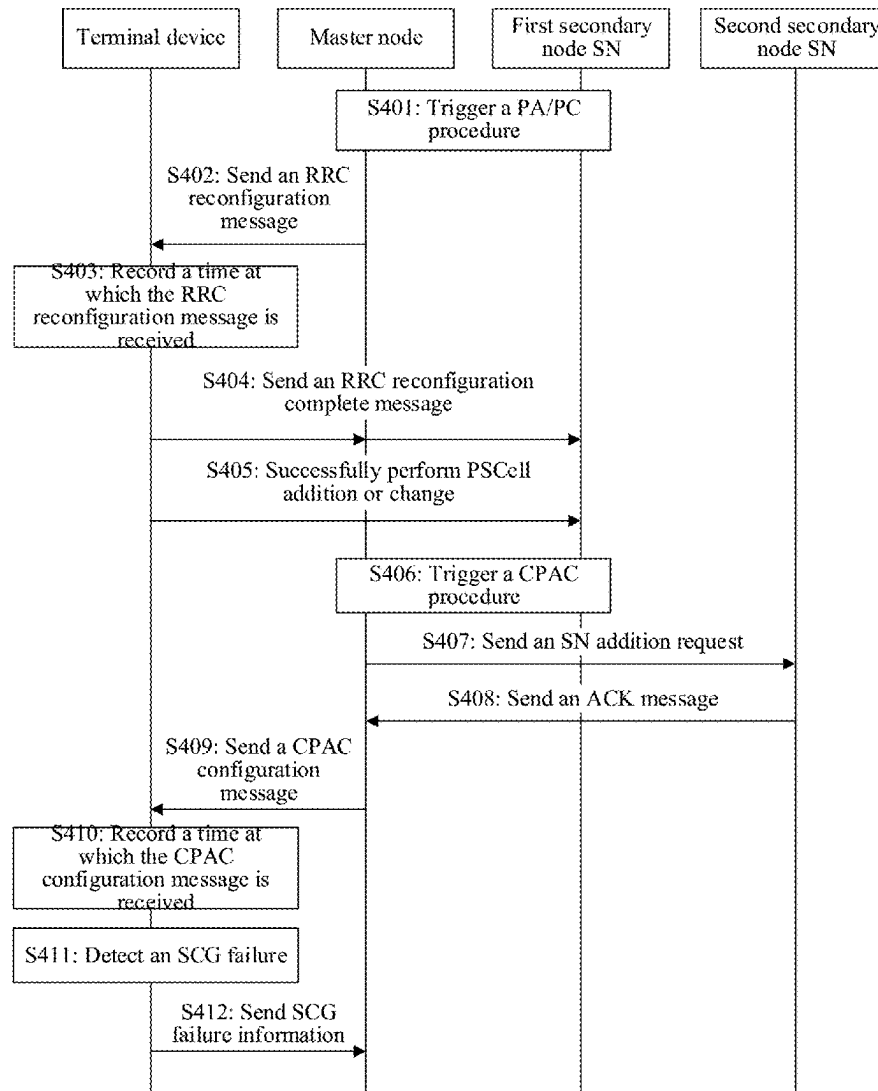 Terminal device
Master node
First secondary
node SN
Second secondary
node SN
S401: Trigger a PA/PC
procedure
S402: Send an RRC
reconfiguration
message
S403: Record a time at
which the RRC
reconfiguration message is
received
S404: Send an RRC reconfiguration
complete message
S405: Successfully perform PSCell
addition or change
S406: Trigger a CPAC
procedure
S407: Send an SN addition request
S408: Send an ACK message
S409: Send a CPAC
configuration
message
S410: Record a time at
which the CPAC
configuration message is
received
S411: Detect an SCG failure
S412: Send SCG
failure information